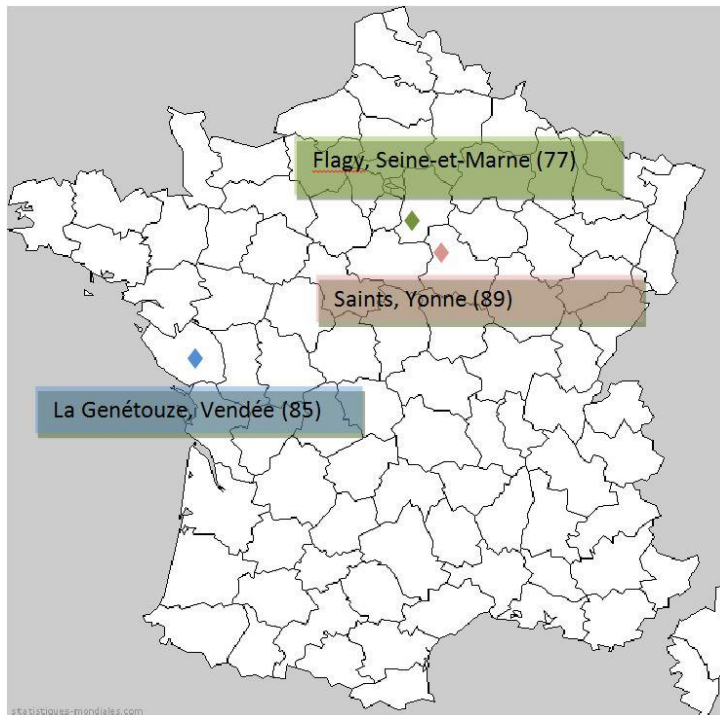 Flagy, Seine-et-Marne (77)
Saints, Yonne (89)
La Genétouze, Vendée (85)
statistiques-mondiales.com